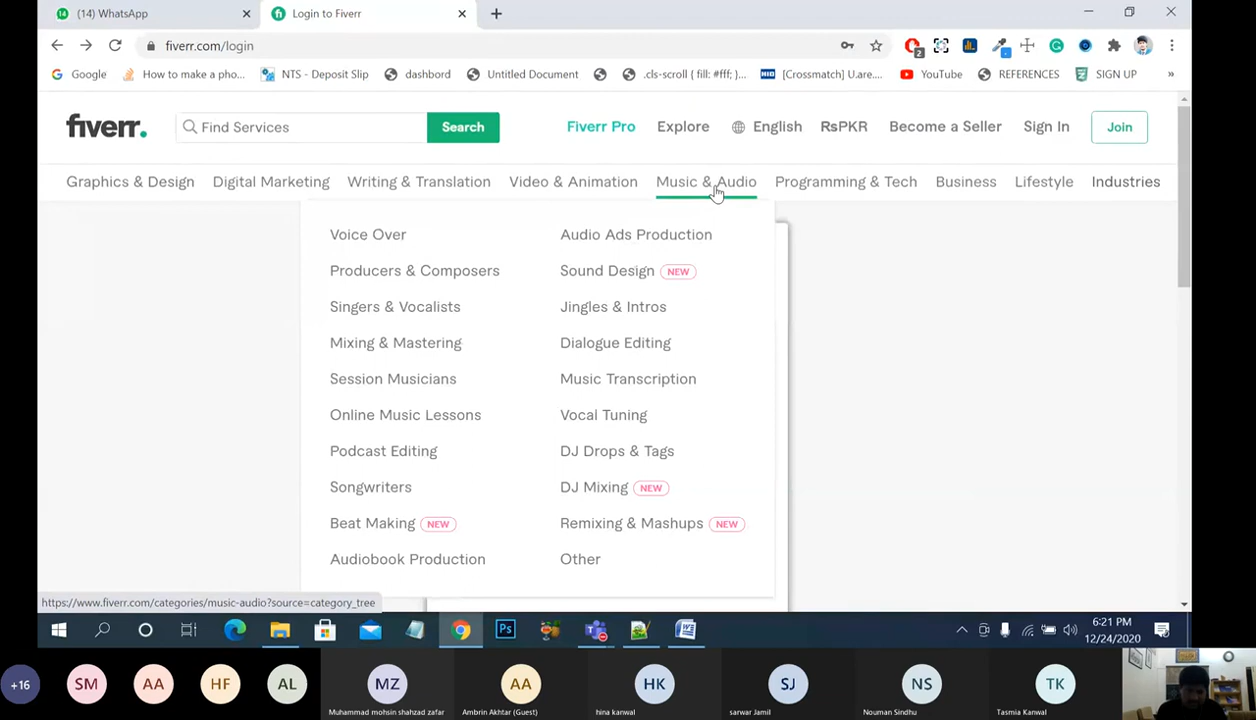 (14) WhatsApp
Login to Fiverr
fiverr.com/login
2
Google
How to make a pho...
NTS - Deposit Slip
dashbord
Untitled Document
.cls-scroll { fill: #fff; }...
[Crossmatch] U.are....
YouTube
REFERENCES
SIGN UP
»
fiverr.
Find Services
Search
Fiverr Pro
Explore
English
RsPKR
Become a Seller
Sign In
Join
Graphics & Design
Digital Marketing
Writing & Translation
Video & Animation
Music & Audio
Programming & Tech
Business
Lifestyle
Industries
Voice Over
Producers & Composers
Singers & Vocalists
Mixing & Mastering
Session Musicians
Online Music Lessons
Podcast Editing
Songwriters
Beat Making NEW
Audiobook Production
Audio Ads Production
Sound Design NEW
Jingles & Intros
Dialogue Editing
Music Transcription
Vocal Tuning
DJ Drops & Tags
DJ Mixing NEW
Remixing & Mashups NEW
Other
https://www.fiverr.com/categories/music-audio?source=category_tree
Ps
6:21 PM
12/24/2020
+16
SM
AA
HF
AL
MZ
Muhammad mohsin shahzad zafar
AA
Ambrin Akhtar (Guest)
HK
hina kanwal
SJ
sarwar Jamil
NS
Nouman Sindhu
TK
Tasmia Kanwal